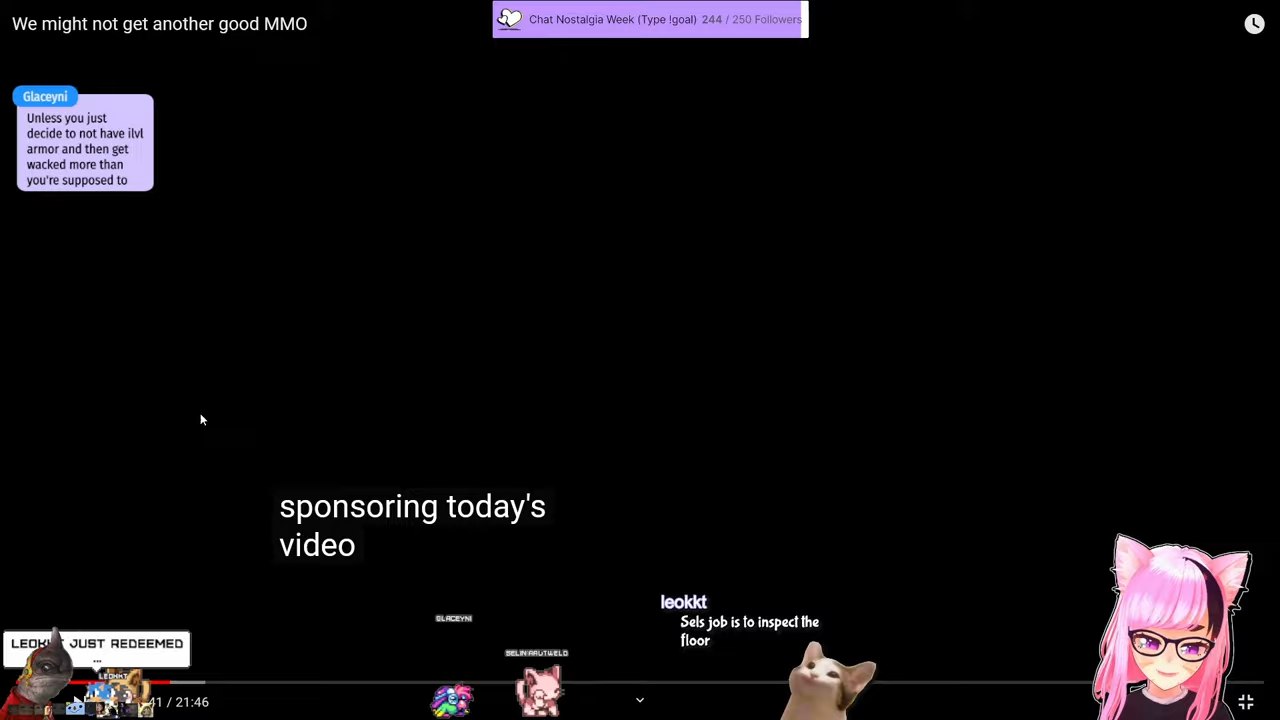 We might not get another good MMO
Chat Nostalgia Week (Type !goal) 244 / 250 Followers
Glaceyni
Unless you just
decide to not have ilvl
armor and then get
wacked more than
you're supposed to
sponsoring today's
video
leokkt
Sels job is to inspect the
floor
GLACEYNI
JUST REDEEMED
...
LEOKKT
41 / 21:46